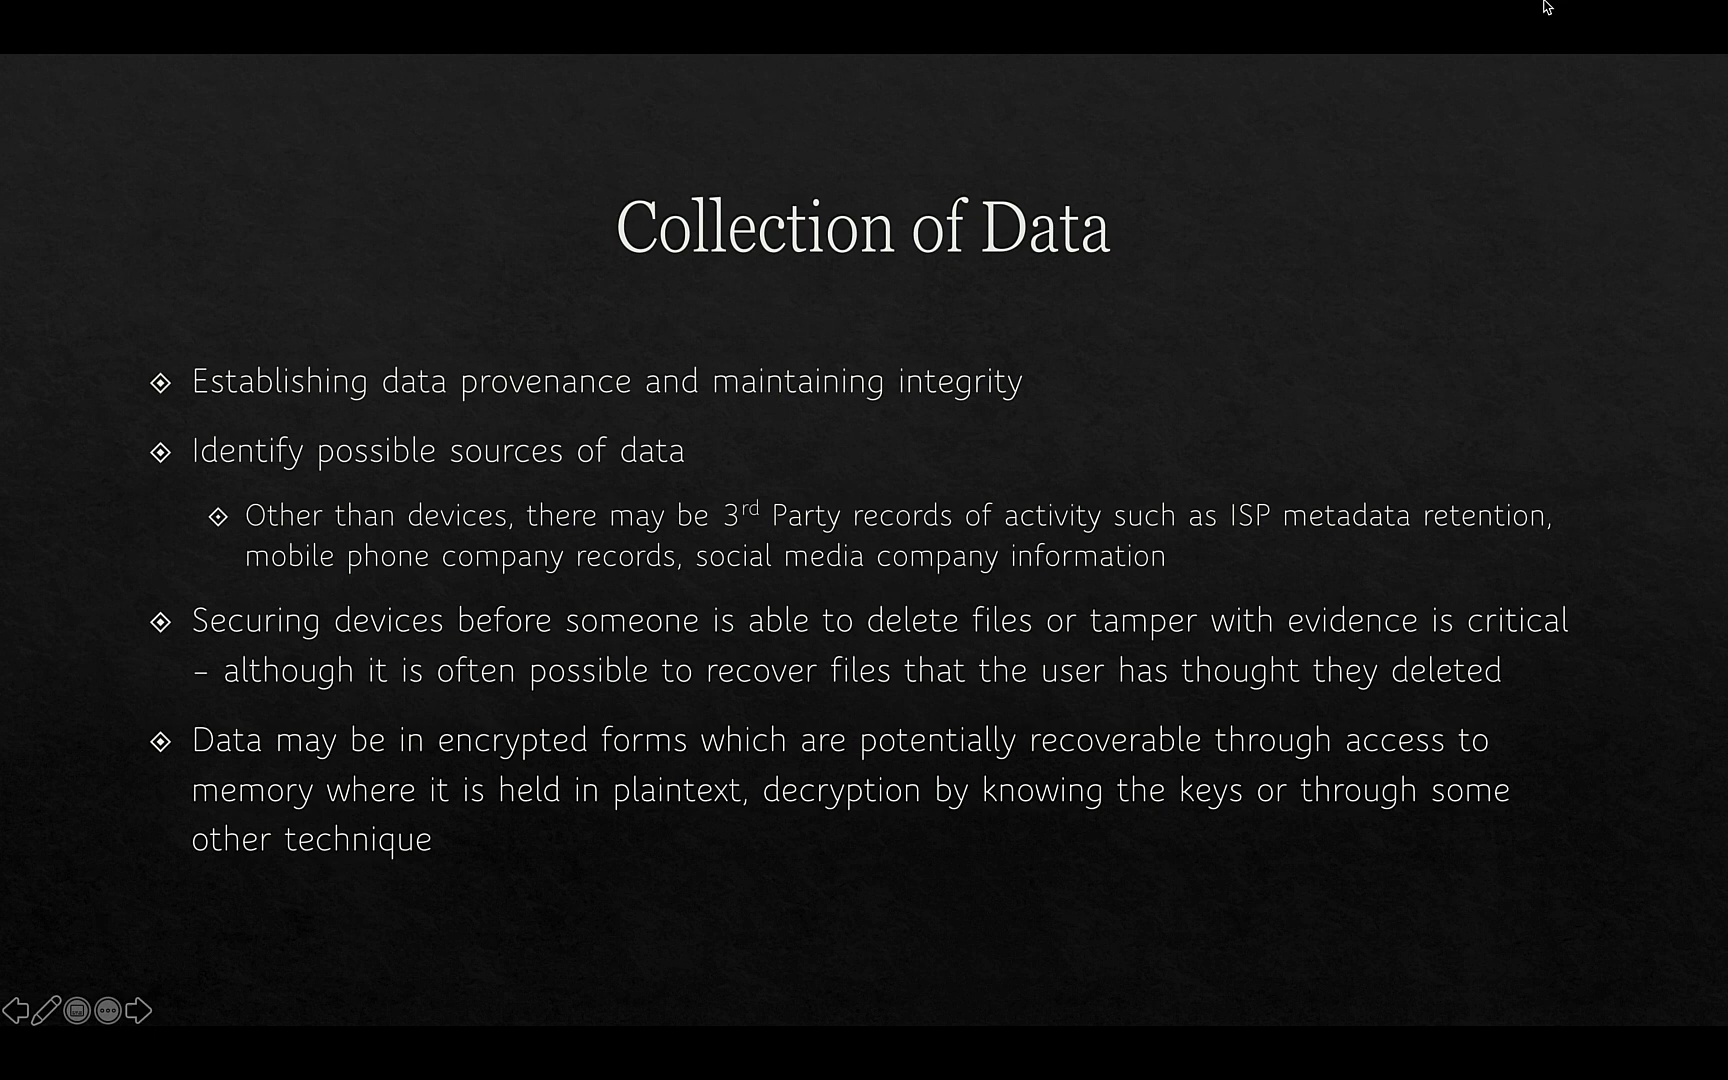 Collection of Data
Establishing data provenance and maintaining integrity
Identify possible sources of data
Other than devices, there may be 3rd Party records of activity such as ISP metadata retention,
mobile phone company records, social media company information
Securing devices before someone is able to delete files or tamper with evidence is critical
– although it is often possible to recover files that the user has thought they deleted
Data may be in encrypted forms which are potentially recoverable through access to
memory where it is held in plaintext, decryption by knowing the keys or through some
other technique